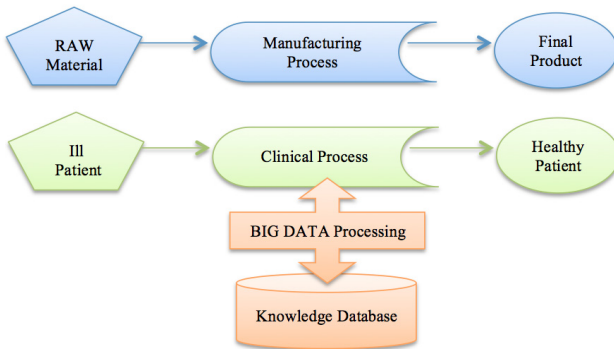 RAW
Material
Manufacturing
Process
Final
Product
Ill
Patient
Clinical Process
Healthy
Patient
BIG DATA Processing
Knowledge Database